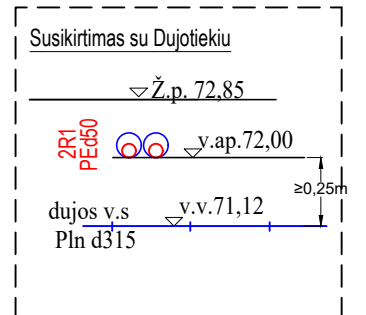 Susikirtimas su Dujotiekiu
Ž.p. 72,85
2R1
PEd50
v.ap.72,00
≥0,25m
dujos v.s
v.v.71,12
Pln d315